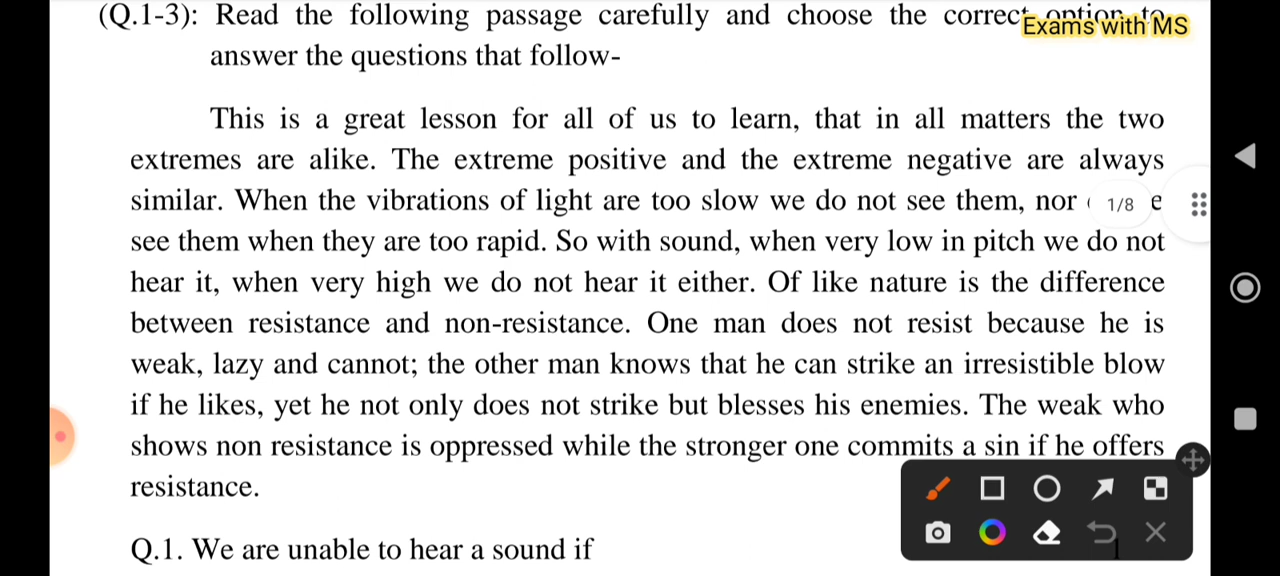 (Q.1-3): Read the following passage carefully and choose the correct option to
Exams with MS
answer the questions that follow-
This is a great lesson for all of us to learn, that in all matters the two
extremes are alike. The extreme positive and the extreme negative are always
similar. When the vibrations of light are too slow we do not see them, nor e
1/8
see them when they are too rapid. So with sound, when very low in pitch we do not
hear it, when very high we do not hear it either. Of like nature is the difference
between resistance and non-resistance. One man does not resist because he is
weak, lazy and cannot; the other man knows that he can strike an irresistible blow
if he likes, yet he not only does not strike but blesses his enemies. The weak who
shows non resistance is oppressed while the stronger one commits a sin if he offers
resistance.
Q.1. We are unable to hear a sound if